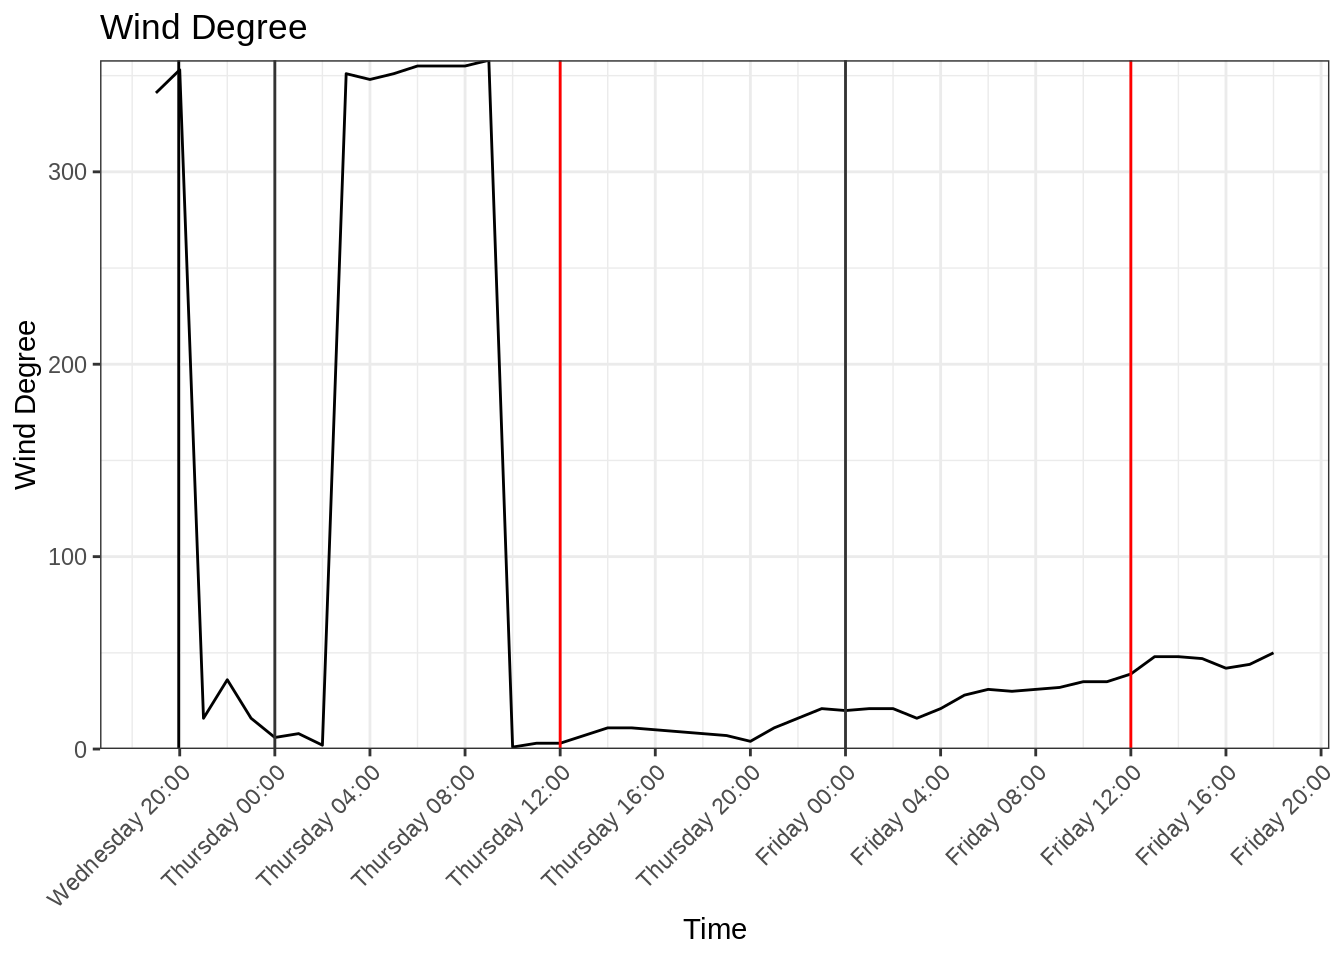 Wind Degree
Wind Degree
300
200
100
0
Wednesday 20:00
Thursday 00:00
Thursday 04:00
Thursday 08:00
Thursday 12:00
Thursday 16:00
Thursday 20:00
Friday 00:00
Friday 04:00
Friday 08:00
Friday 12:00
Friday 16:00
Friday 20:00
Time